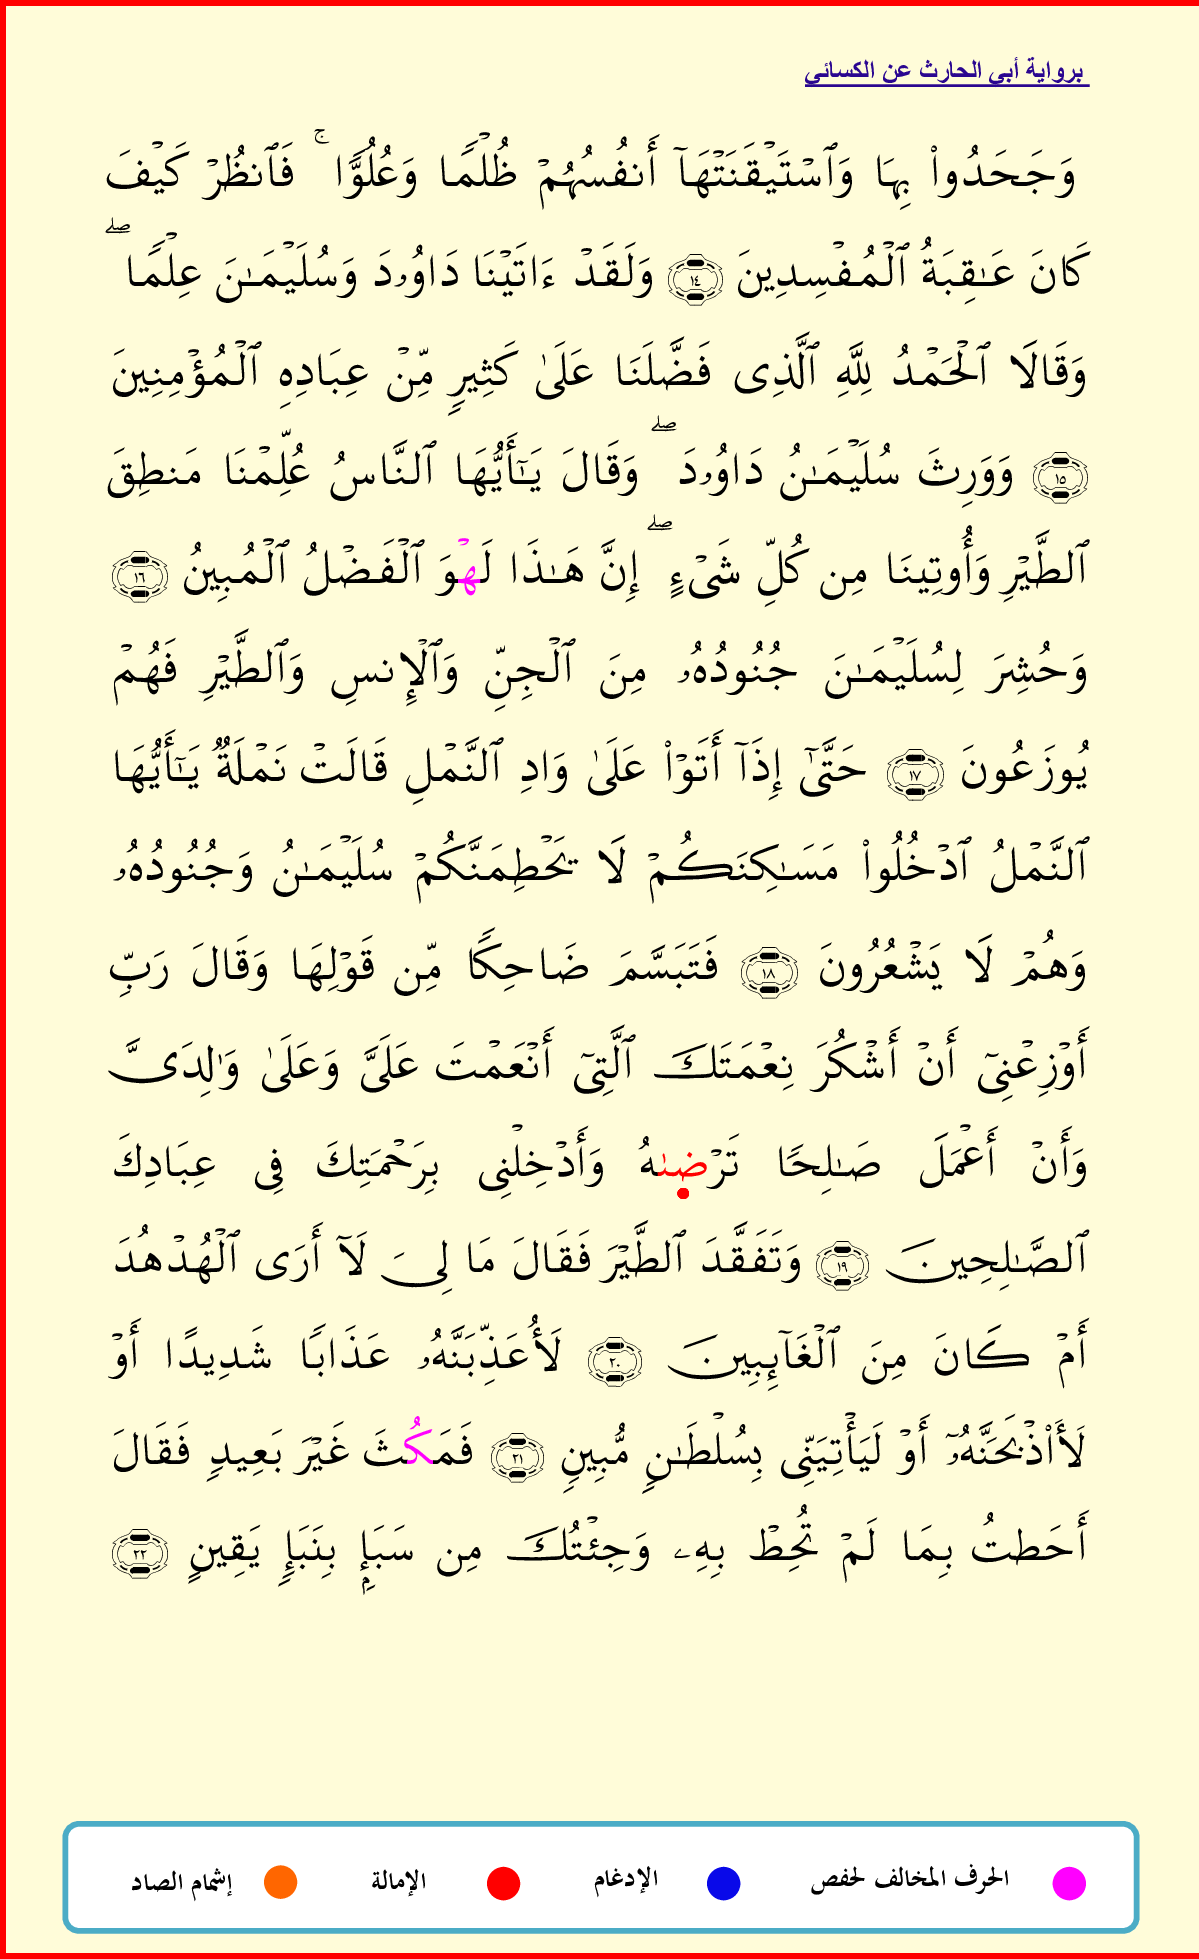 برواية أبي الحارث عن الكسائي
وَجَحَدُوا۟ بِهَا وَٱسْتَيْقَنَتْهَآ أَنفُسُهُمْ ظُلْمًا وَعُلُوًّا ۚ فَٱنظُرْ كَيْفَ
كَانَ عَـٰقِبَةُ ٱلْمُفْسِدِينَ ١٤ وَلَقَدْ ءَاتَيْنَا دَاوُۥدَ وَسُلَيْمَـٰنَ عِلْمًا ۖ
وَقَالَا ٱلْحَمْدُ لِلَّهِ ٱلَّذِى فَضَّلَنَا عَلَىٰ كَثِيرٍ مِّنْ عِبَادِهِ ٱلْمُؤْمِنِينَ
١٥ وَوَرِثَ سُلَيْمَـٰنُ دَاوُۥدَ ۖ وَقَالَ يَـٰٓأَيُّهَا ٱلنَّاسُ عُلِّمْنَا مَنطِقَ
ٱلطَّيْرِ وَأُوتِينَا مِن كُلِّ شَىْءٍ ۖ إِنَّ هَـٰذَا لَهْوَ ٱلْفَضْلُ ٱلْمُبِينُ ١٦
وَحُشِرَ لِسُلَيْمَـٰنَ جُنُودُهُۥ مِنَ ٱلْجِنِّ وَٱلْإِنسِ وَٱلطَّيْرِ فَهُمْ
يُوزَعُونَ ١٧ حَتَّىٰٓ إِذَآ أَتَوْا۟ عَلَىٰ وَادِ ٱلنَّمْلِ قَالَتْ نَمْلَةٌ يَـٰٓأَيُّهَا
ٱلنَّمْلُ ٱدْخُلُوا۟ مَسَـٰكِنَكُمْ لَا يَحْطِمَنَّكُمْ سُلَيْمَـٰنُ وَجُنُودُهُۥ
وَهُمْ لَا يَشْعُرُونَ ١٨ فَتَبَسَّمَ ضَاحِكًا مِّن قَوْلِهَا وَقَالَ رَبِّ
أَوْزِعْنِىٓ أَنْ أَشْكُرَ نِعْمَتَكَ ٱلَّتِىٓ أَنْعَمْتَ عَلَىَّ وَعَلَىٰ وَٰلِدَىَّ
وَأَنْ أَعْمَلَ صَـٰلِحًا تَرْضَىٰهُ وَأَدْخِلْنِى بِرَحْمَتِكَ فِى عِبَادِكَ
ٱلصَّـٰلِحِينَ ١٩ وَتَفَقَّدَ ٱلطَّيْرَ فَقَالَ مَا لِىَ لَآ أَرَى ٱلْهُدْهُدَ
أَمْ كَانَ مِنَ ٱلْغَآئِبِينَ ٢٠ لَأُعَذِّبَنَّهُۥ عَذَابًا شَدِيدًا أَوْ
لَأَا۟ذْبَحَنَّهُۥٓ أَوْ لَيَأْتِيَنِّى بِسُلْطَـٰنٍ مُّبِينٍ ٢١ فَمَكُثَ غَيْرَ بَعِيدٍ فَقَالَ
أَحَطتُ بِمَا لَمْ تُحِطْ بِهِۦ وَجِئْتُكَ مِن سَبَإٍۭ بِنَبَإٍ يَقِينٍ ٢٢
الحرف المخالف لحفص الإدغام الإمالة إشمام الصاد